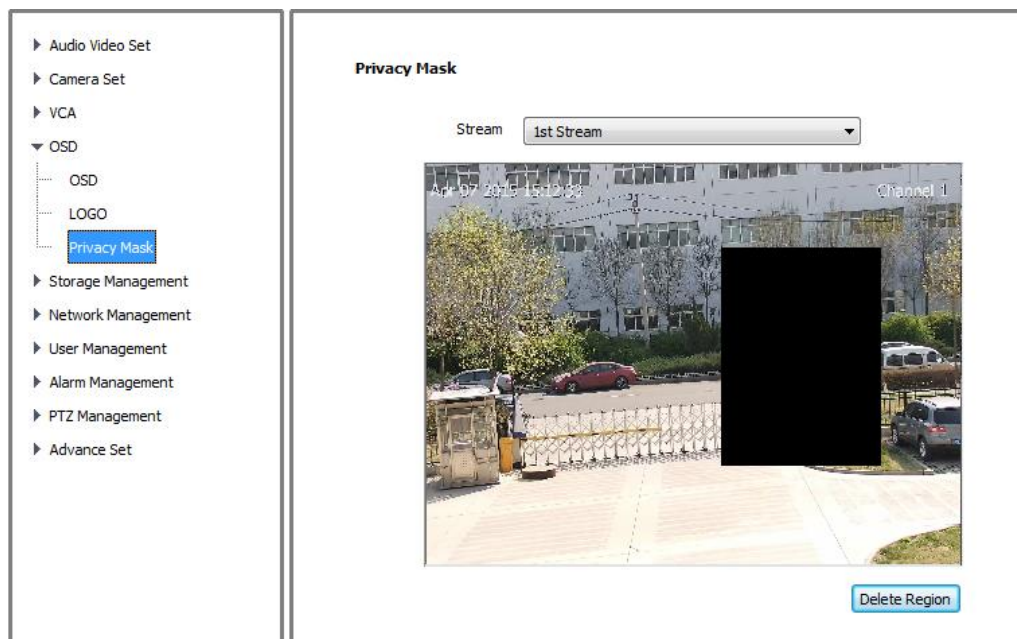 Audio Video Set
Camera Set
VCA
OSD
OSD
LOGO
Privacy Mask
Storage Management
Network Management
User Management
Alarm Management
PTZ Management
Advance Set
Privacy Mask
Stream
1st Stream
Apr 07 2015 15:12:33
Channel 1
Delete Region